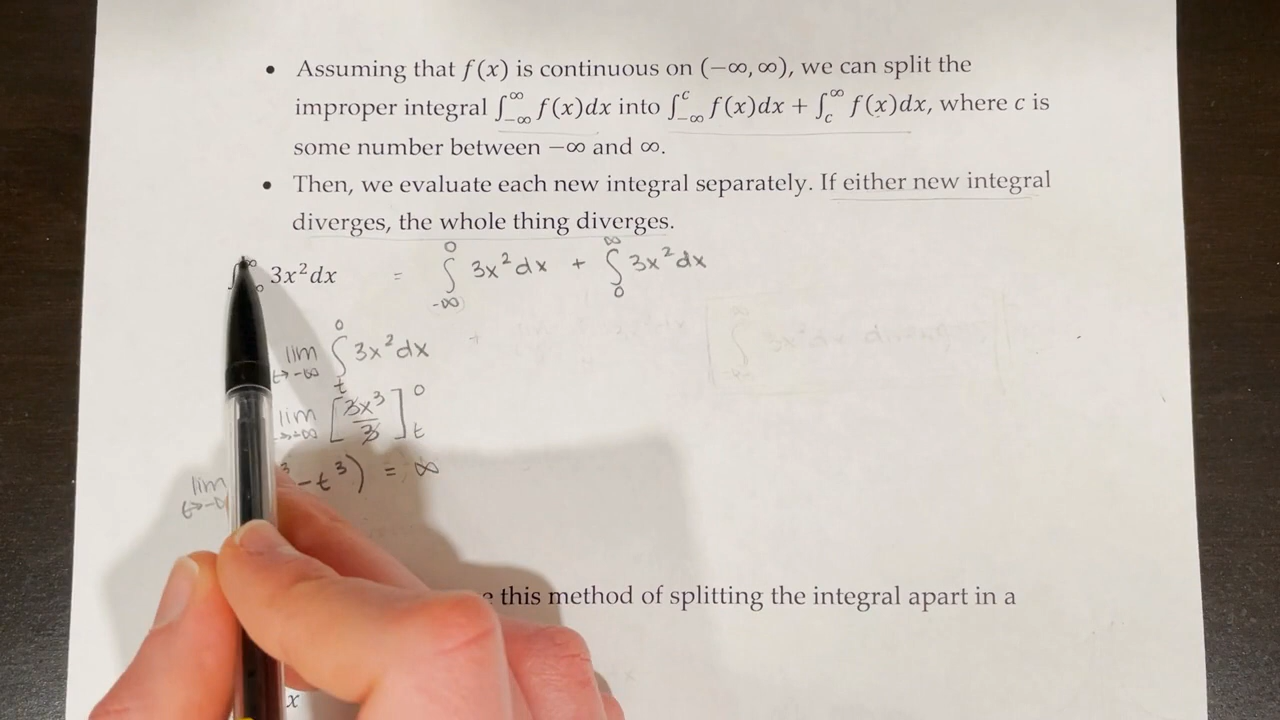 • Assuming that f(x) is continuous on (−∞, ∞), we can split the
improper integral ∫_{−∞}^{∞} f(x)dx into ∫_{−∞}^{c} f(x)dx + ∫_{c}^{∞} f(x)dx, where c is
some number between −∞ and ∞.
• Then, we evaluate each new integral separately. If either new integral
diverges, the whole thing diverges.
3x²dx = ∫_{−∞}^{0} 3x²dx + ∫_{0}^{∞} 3x²dx
lim t→−∞ ∫_{t}^{0} 3x²dx
lim →−∞ [3x³/3]_{t}^{0}
lim t→−∞ ³ − t³) = ∞
this method of splitting the integral apart in a
x